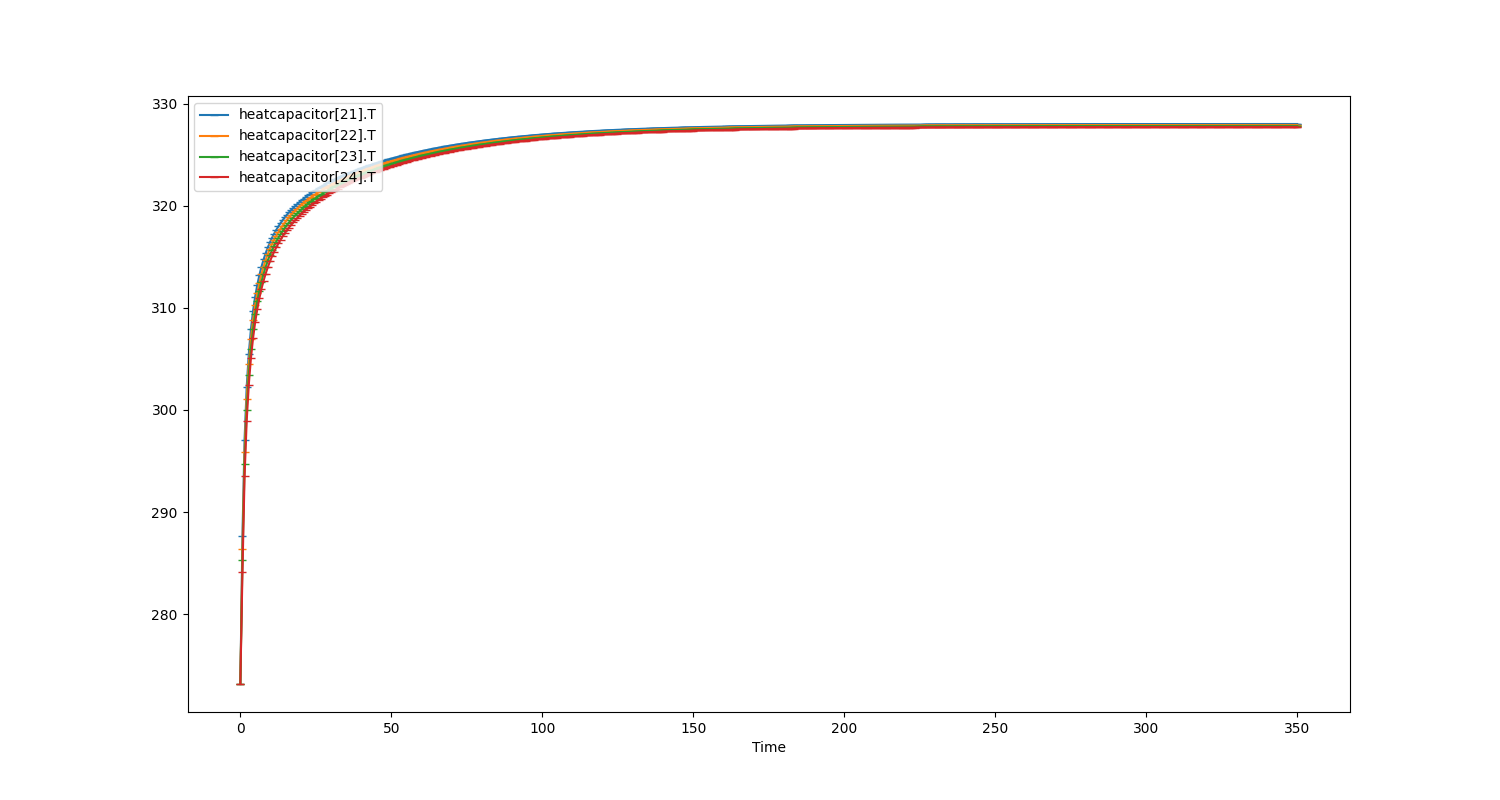 330
320
310
300
290
280
heatcapacitor[21].T
heatcapacitor[22].T
heatcapacitor[23].T
heatcapacitor[24].T
0 50 100 150 200 250 300 350
Time